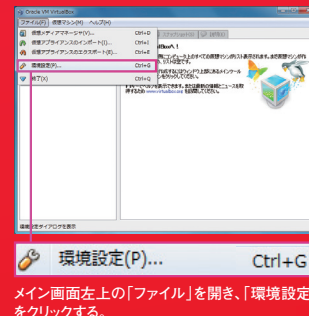 Oracle VM VirtualBox
ファイル(F) 仮想マシン(M) ヘルプ(H)
仮想メディアマネージャ(V)... Ctrl+D
仮想アプライアンスのインポート(I)... Ctrl+I
仮想アプライアンスのエクスポート(E)... Ctrl+E
環境設定(P)... Ctrl+G
終了(X) Ctrl+Q
環境設定ダイアログを表示
環境設定(P)... Ctrl+G
メイン画面左上の「ファイル」を開き、「環境設定
をクリックする。